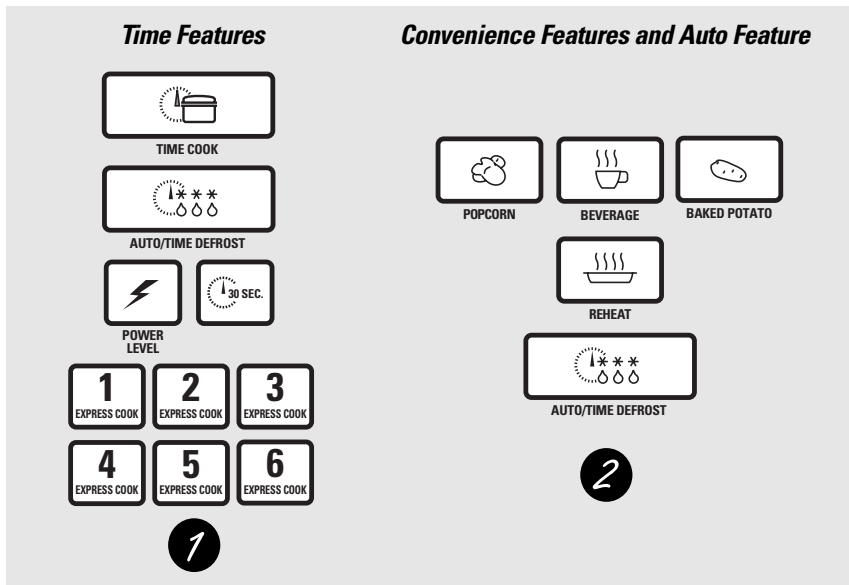 Time Features
TIME COOK
AUTO/TIME DEFROST
30 SEC.
POWER
LEVEL
1
EXPRESS COOK
2
EXPRESS COOK
3
EXPRESS COOK
4
EXPRESS COOK
5
EXPRESS COOK
6
EXPRESS COOK
1
Convenience Features and Auto Feature
POPCORN
BEVERAGE
BAKED POTATO
REHEAT
AUTO/TIME DEFROST
2